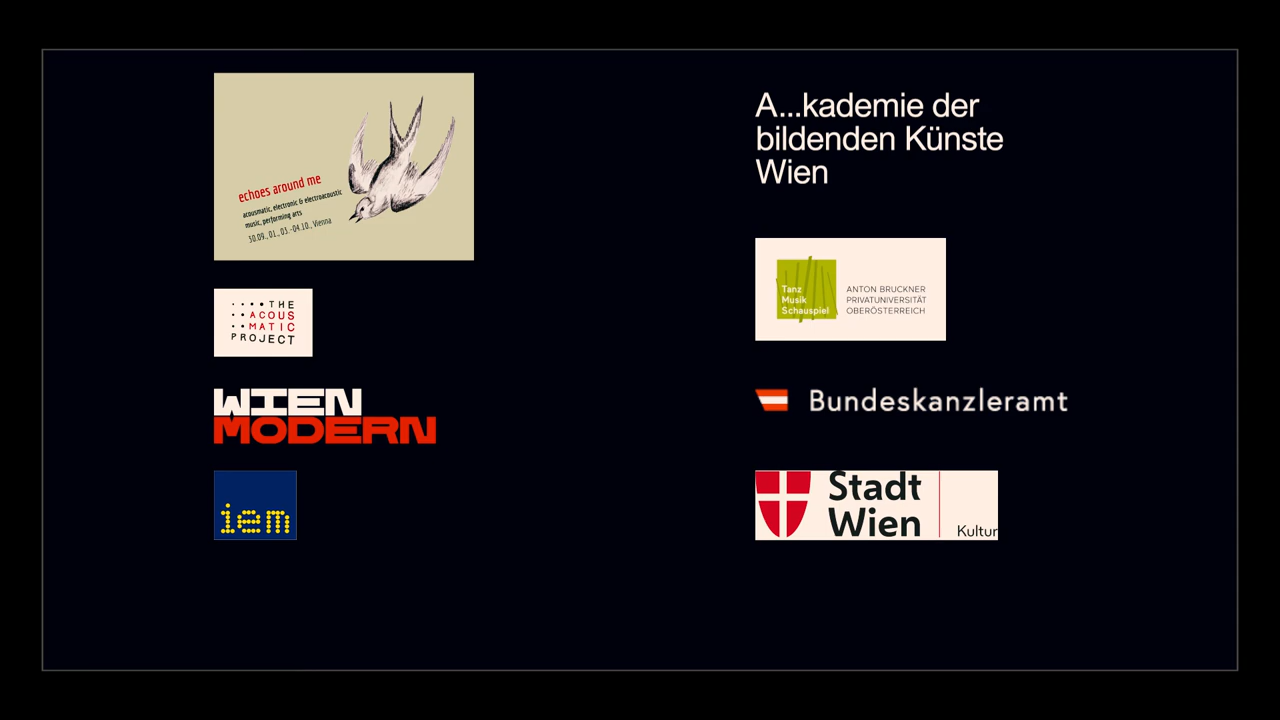 echoes around me
acousmatic, electronic & electroacoustic
music, performing arts
30.09., 01., 03.-04.10., Vienna
THE
ACOUS
MATIC
PROJECT
WIEN
MODERN
iem
A...kademie der
bildenden Künste
Wien
Tanz
Musik
Schauspiel
ANTON BRUCKNER
PRIVATUNIVERSITÄT
OBERÖSTERREICH
Bundeskanzleramt
Stadt
Wien
Kultur